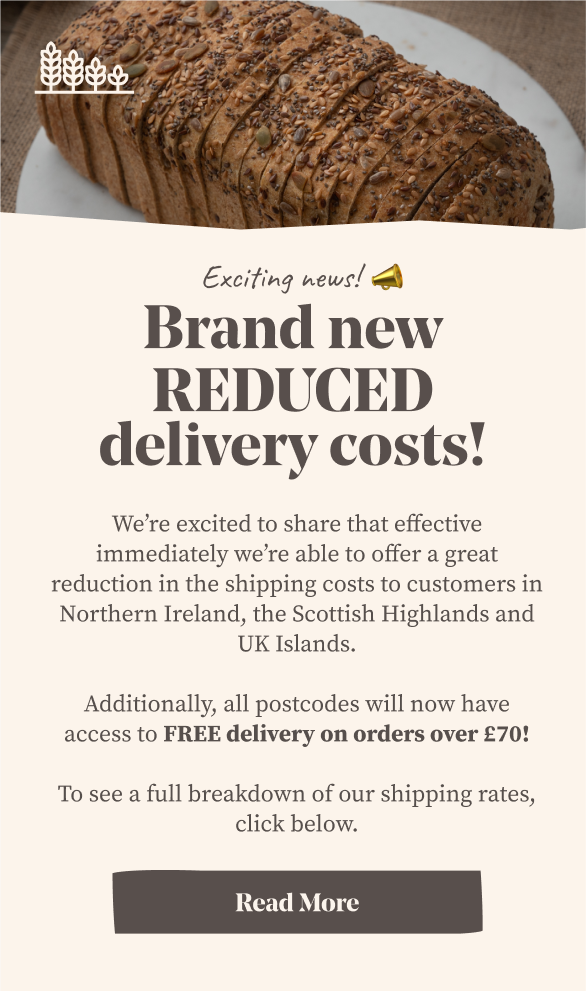 Exciting news!
Brand new
REDUCED
delivery costs!
We’re excited to share that effective
immediately we’re able to offer a great
reduction in the shipping costs to customers in
Northern Ireland, the Scottish Highlands and
UK Islands.
Additionally, all postcodes will now have
access to FREE delivery on orders over £70!
To see a full breakdown of our shipping rates,
click below.
Read More